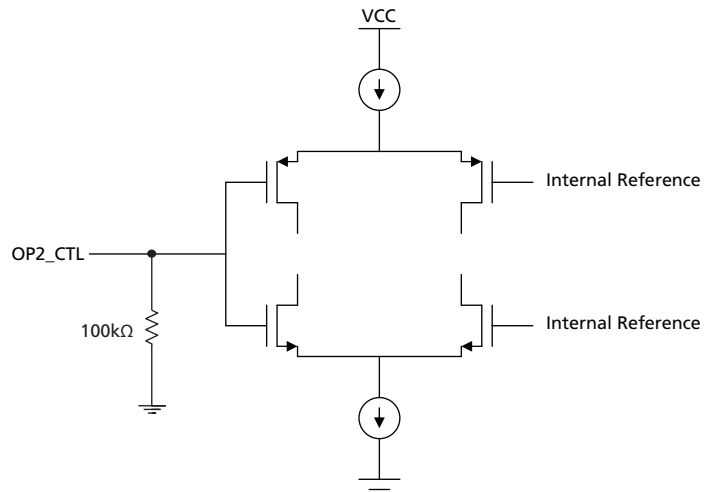 VCC
Internal Reference
OP2_CTL
100kΩ
Internal Reference